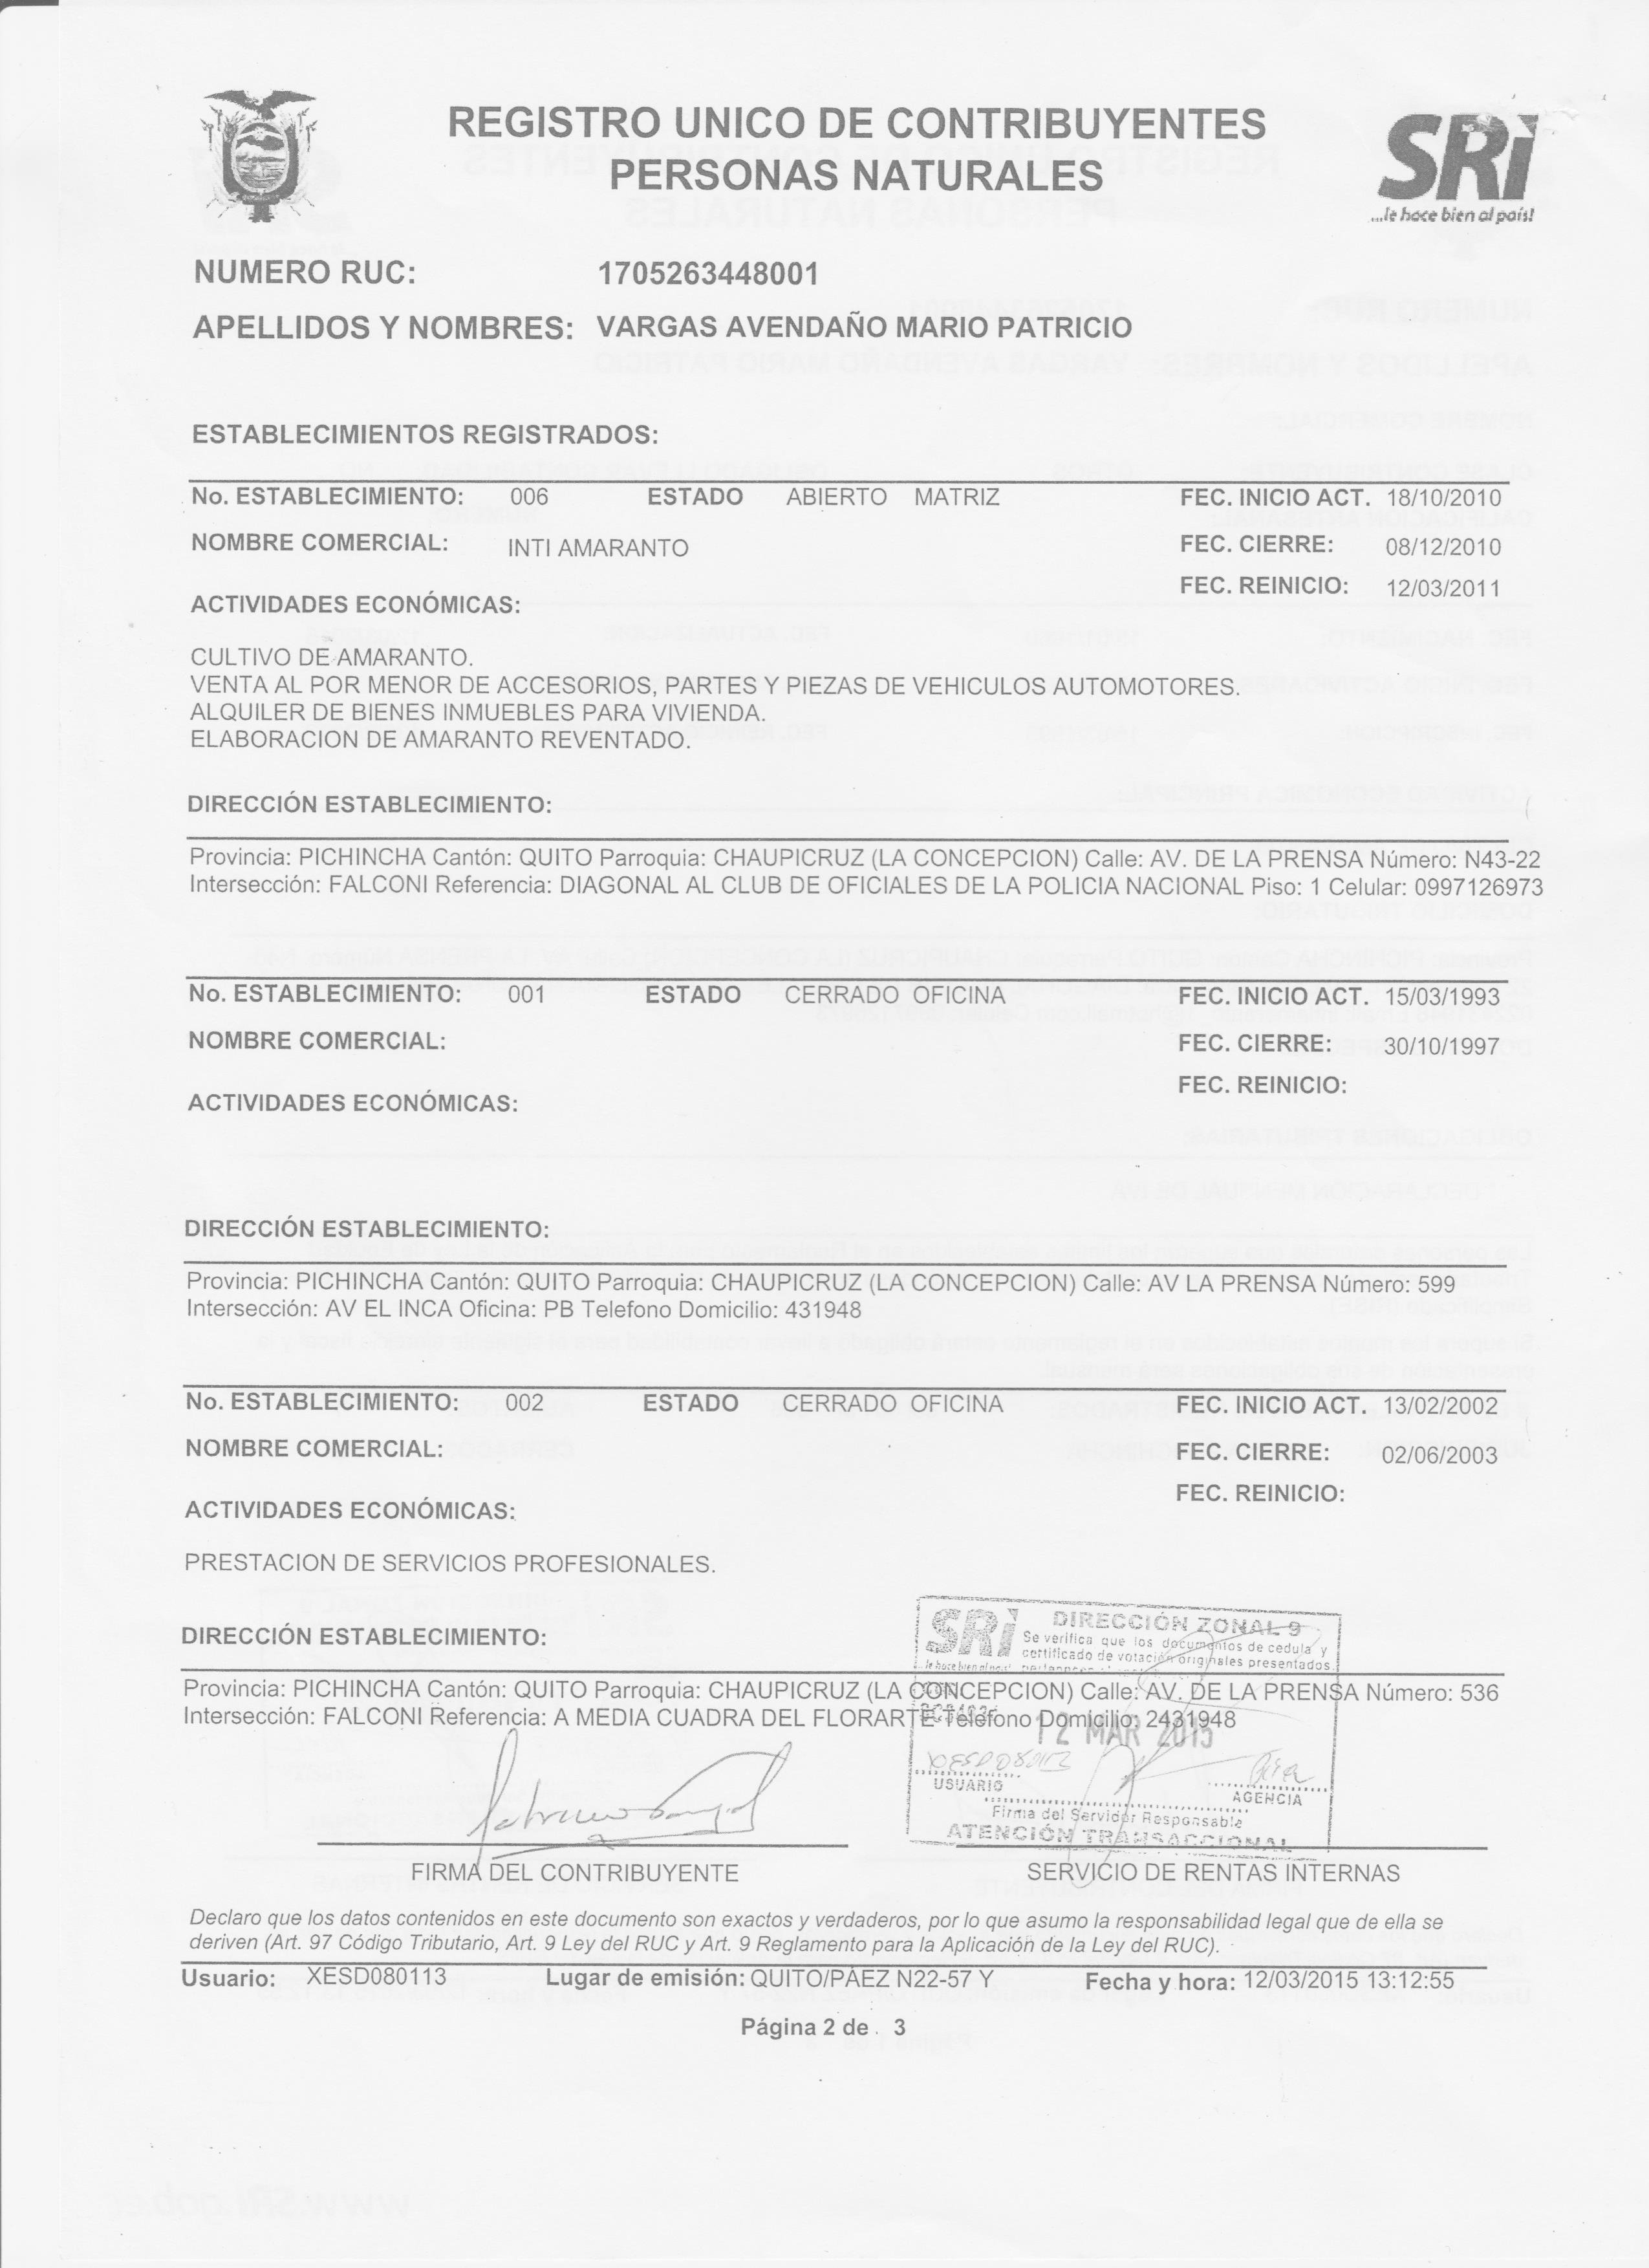 REGISTRO UNICO DE CONTRIBUYENTES
PERSONAS NATURALES
SRi
...le hace bien al país!
NUMERO RUC: 1705263448001
APELLIDOS Y NOMBRES: VARGAS AVENDAÑO MARIO PATRICIO
ESTABLECIMIENTOS REGISTRADOS:
No. ESTABLECIMIENTO: 006 ESTADO ABIERTO MATRIZ FEC. INICIO ACT. 18/10/2010
NOMBRE COMERCIAL: INTI AMARANTO FEC. CIERRE: 08/12/2010
FEC. REINICIO: 12/03/2011
ACTIVIDADES ECONÓMICAS:
CULTIVO DE AMARANTO.
VENTA AL POR MENOR DE ACCESORIOS, PARTES Y PIEZAS DE VEHICULOS AUTOMOTORES.
ALQUILER DE BIENES INMUEBLES PARA VIVIENDA.
ELABORACION DE AMARANTO REVENTADO.
DIRECCIÓN ESTABLECIMIENTO:
Provincia: PICHINCHA Cantón: QUITO Parroquia: CHAUPICRUZ (LA CONCEPCION) Calle: AV. DE LA PRENSA Número: N43-22
Intersección: FALCONI Referencia: DIAGONAL AL CLUB DE OFICIALES DE LA POLICIA NACIONAL Piso: 1 Celular: 0997126973
No. ESTABLECIMIENTO: 001 ESTADO CERRADO OFICINA FEC. INICIO ACT. 15/03/1993
NOMBRE COMERCIAL: FEC. CIERRE: 30/10/1997
FEC. REINICIO:
ACTIVIDADES ECONÓMICAS:
DIRECCIÓN ESTABLECIMIENTO:
Provincia: PICHINCHA Cantón: QUITO Parroquia: CHAUPICRUZ (LA CONCEPCION) Calle: AV LA PRENSA Número: 599
Intersección: AV EL INCA Oficina: PB Telefono Domicilio: 431948
No. ESTABLECIMIENTO: 002 ESTADO CERRADO OFICINA FEC. INICIO ACT. 13/02/2002
NOMBRE COMERCIAL: FEC. CIERRE: 02/06/2003
FEC. REINICIO:
ACTIVIDADES ECONÓMICAS:
PRESTACION DE SERVICIOS PROFESIONALES.
DIRECCIÓN ESTABLECIMIENTO:
Provincia: PICHINCHA Cantón: QUITO Parroquia: CHAUPICRUZ (LA CONCEPCION) Calle: AV. DE LA PRENSA Número: 536
Intersección: FALCONI Referencia: A MEDIA CUADRA DEL FLORARTE Telefono Domicilio: 2431948
SRi DIRECCIÓN ZONAL 9
Se verifica que los documentos de cedula y
certificado de votación originales presentados
12 MAR 2015
XESD080113
USUARIO
AGENCIA
Firma del Servidor Responsable
ATENCIÓN TRANSACCIONAL
FIRMA DEL CONTRIBUYENTE SERVICIO DE RENTAS INTERNAS
Declaro que los datos contenidos en este documento son exactos y verdaderos, por lo que asumo la responsabilidad legal que de ella se
deriven (Art. 97 Código Tributario, Art. 9 Ley del RUC y Art. 9 Reglamento para la Aplicación de la Ley del RUC).
Usuario: XESD080113 Lugar de emisión: QUITO/PÁEZ N22-57 Y Fecha y hora: 12/03/2015 13:12:55
Página 2 de 3